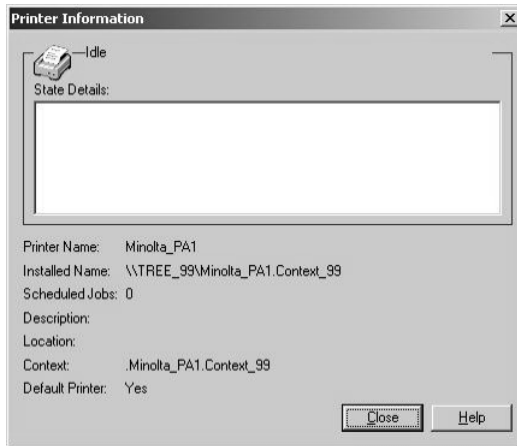 Printer Information
Idle
State Details:
Printer Name: Minolta_PA1
Installed Name: \\TREE_99\Minolta_PA1.Context_99
Scheduled Jobs: 0
Description:
Location:
Context: .Minolta_PA1.Context_99
Default Printer: Yes
Close Help